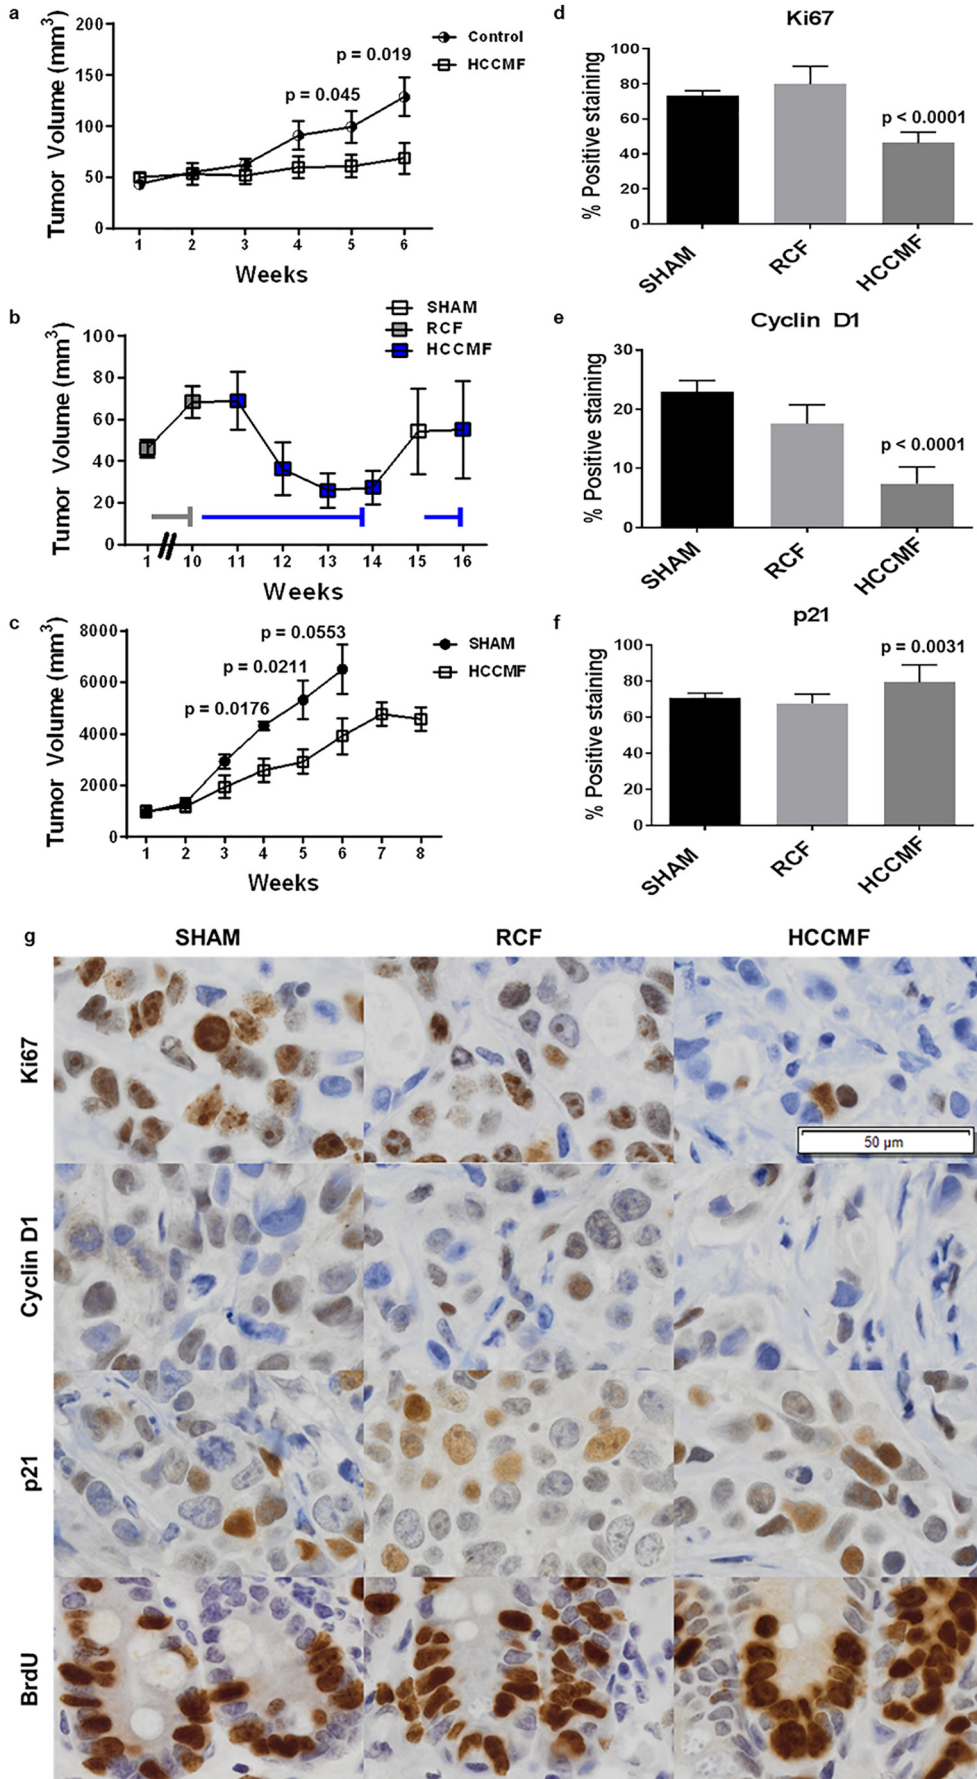 a
Tumor Volume (mm3)
200
150
100
50
0
p = 0.019
p = 0.045
Control
HCCMF
1 2 3 4 5 6
Weeks
b
SHAM
RCF
HCCMF
Tumor Volume (mm3)
100
80
60
40
20
0
1 10 11 12 13 14 15 16
Weeks
c
Tumor Volume (mm3)
8000
6000
4000
2000
0
p = 0.0553
p = 0.0211
p = 0.0176
SHAM
HCCMF
1 2 3 4 5 6 7 8
Weeks
d
Ki67
% Positive staining
100
80
60
40
20
0
p < 0.0001
SHAM RCF HCCMF
e
Cyclin D1
% Positive staining
30
20
10
0
p < 0.0001
SHAM RCF HCCMF
f
p21
% Positive staining
100
80
60
40
20
0
p = 0.0031
SHAM RCF HCCMF
g
SHAM RCF HCCMF
Ki67
50 µm
Cyclin D1
p21
BrdU